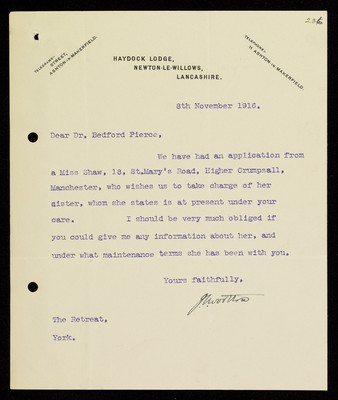 TELEGRAMS:
STREET,
ASHTON-IN-MAKERFIELD.
HAYDOCK LODGE,
NEWTON-LE-WILLOWS,
LANCASHIRE.
TELEPHONE:
11 ASHTON-IN-MAKERFIELD.
8th November 1916.
Dear Dr. Bedford Pierce,
We have had an application from
a Miss Shaw, 18, St.Mary's Road, Higher Crumpsall,
Manchester, who wishes us to take charge of her
sister, whom she states is at present under your
care. I should be very much obliged if
you could give me any information about her, and
under what maintenance terms she has been with you.
Yours faithfully,
The Retreat,
York.